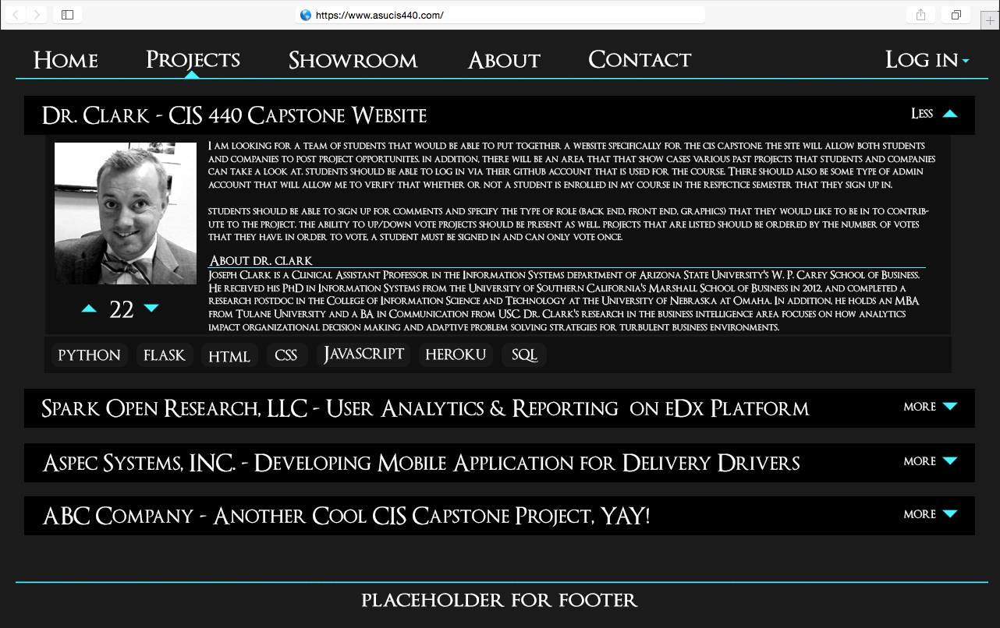 https://www.asucis440.com/
Home Projects Showroom About Contact Log in
Dr. Clark - CIS 440 Capstone Website Less
I am looking for a team of students that would be able to put together a website specifically for the cis capstone. the site will allow both students
and companies to post project opportunites. in addition, there will be an area that that show cases various past projects that students and companies
can take a look at. students should be able to log in via their github account that is used for the course. There should also be some type of admin
account that will allow me to verify that whether or not a student is enrolled in my course in the respectice semester that they sign up in.
students should be able to sign up for comments and specify the type of role (back end, front end, graphics) that they would like to be in to contrib-
ute to the project. the ability to up/down vote projects should be present as well. projects that are listed should be ordered by the number of votes
that they have. in order to vote, a student must be signed in and can only vote once.
About dr. clark
Joseph Clark is a Clinical Assistant Professor in the Information Systems department of Arizona State University's W. P. Carey School of Business.
He received his PhD in Information Systems from the University of Southern California's Marshall School of Business in 2012, and completed a
research postdoc in the College of Information Science and Technology at the University of Nebraska at Omaha. In addition, he holds an MBA
from Tulane University and a BA in Communication from USC. Dr. Clark's research in the business intelligence area focuses on how analytics
impact organizational decision making and adaptive problem solving strategies for turbulent business environments.
22
python flask html css Javascript heroku sql
Spark Open Research, LLC - User Analytics & Reporting on eDx Platform more
Aspec Systems, INC. - Developing Mobile Application for Delivery Drivers more
ABC Company - Another Cool CIS Capstone Project, YAY! more
placeholder for footer